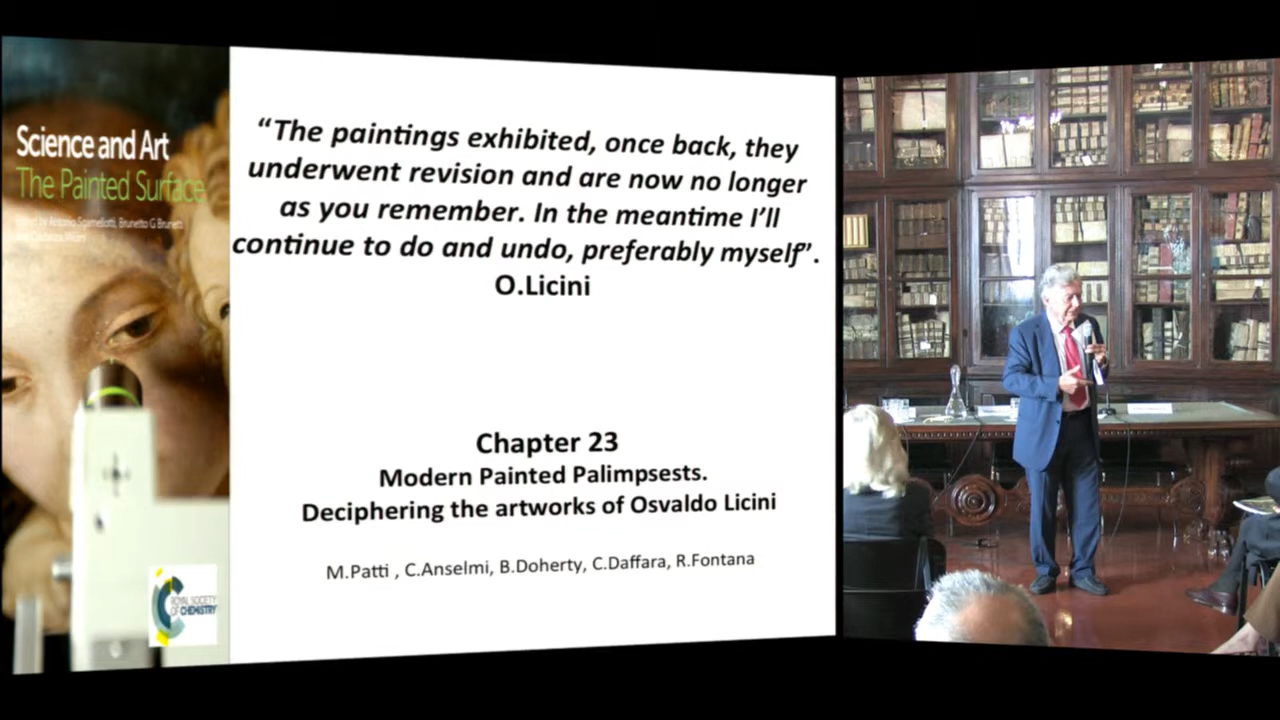 Science and Art
The Painted Surface
“The paintings exhibited, once back, they
underwent revision and are now no longer
as you remember. In the meantime I’ll
continue to do and undo, preferably myself”.
O.Licini
Chapter 23
Modern Painted Palimpsests.
Deciphering the artworks of Osvaldo Licini
M.Patti , C.Anselmi, B.Doherty, C.Daffara, R.Fontana
ROYAL SOCIETY
OF CHEMISTRY